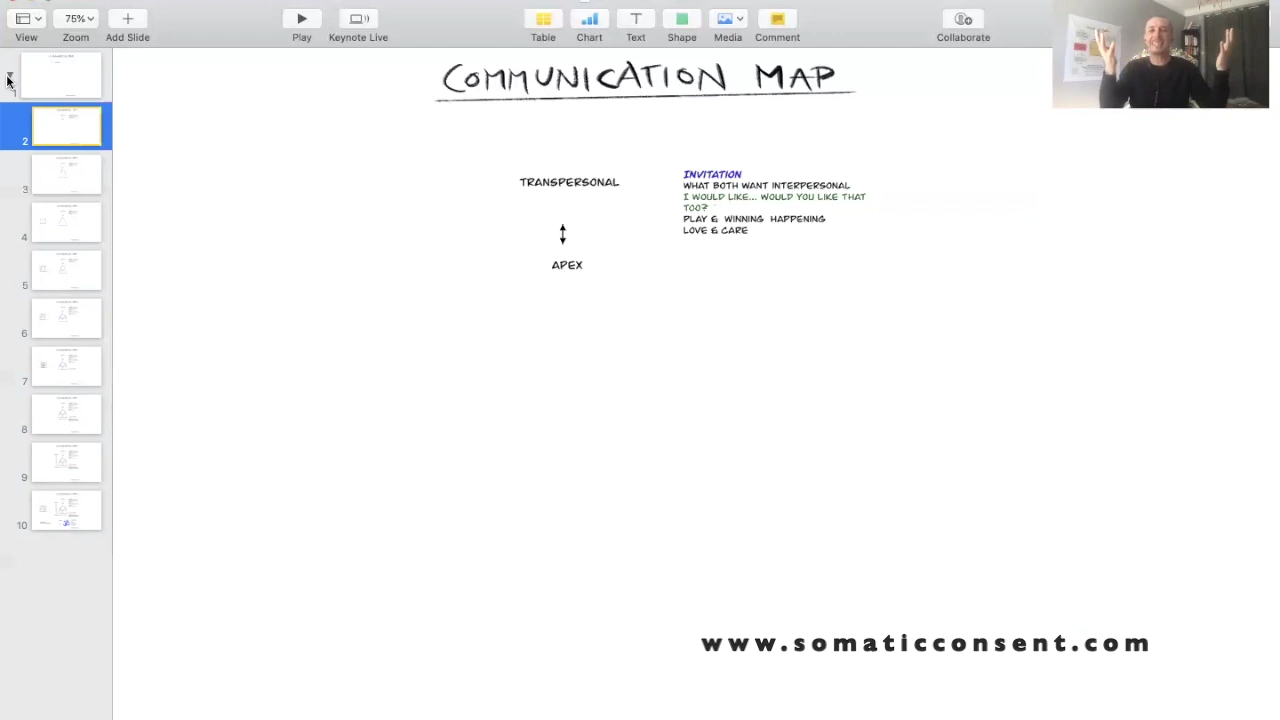 75%
View
Zoom
Add Slide
Play
Keynote Live
Table
Chart
Text
Shape
Media
Comment
Collaborate
COMMUNICATION MAP
TRANSPERSONAL
APEX
INVITATION
WHAT BOTH WANT INTERPERSONAL
I WOULD LIKE... WOULD YOU LIKE THAT
TOO?
PLAY & WINNING HAPPENING
LOVE & CARE
1
2
3
4
5
6
7
8
9
10
www.somaticconsent.com